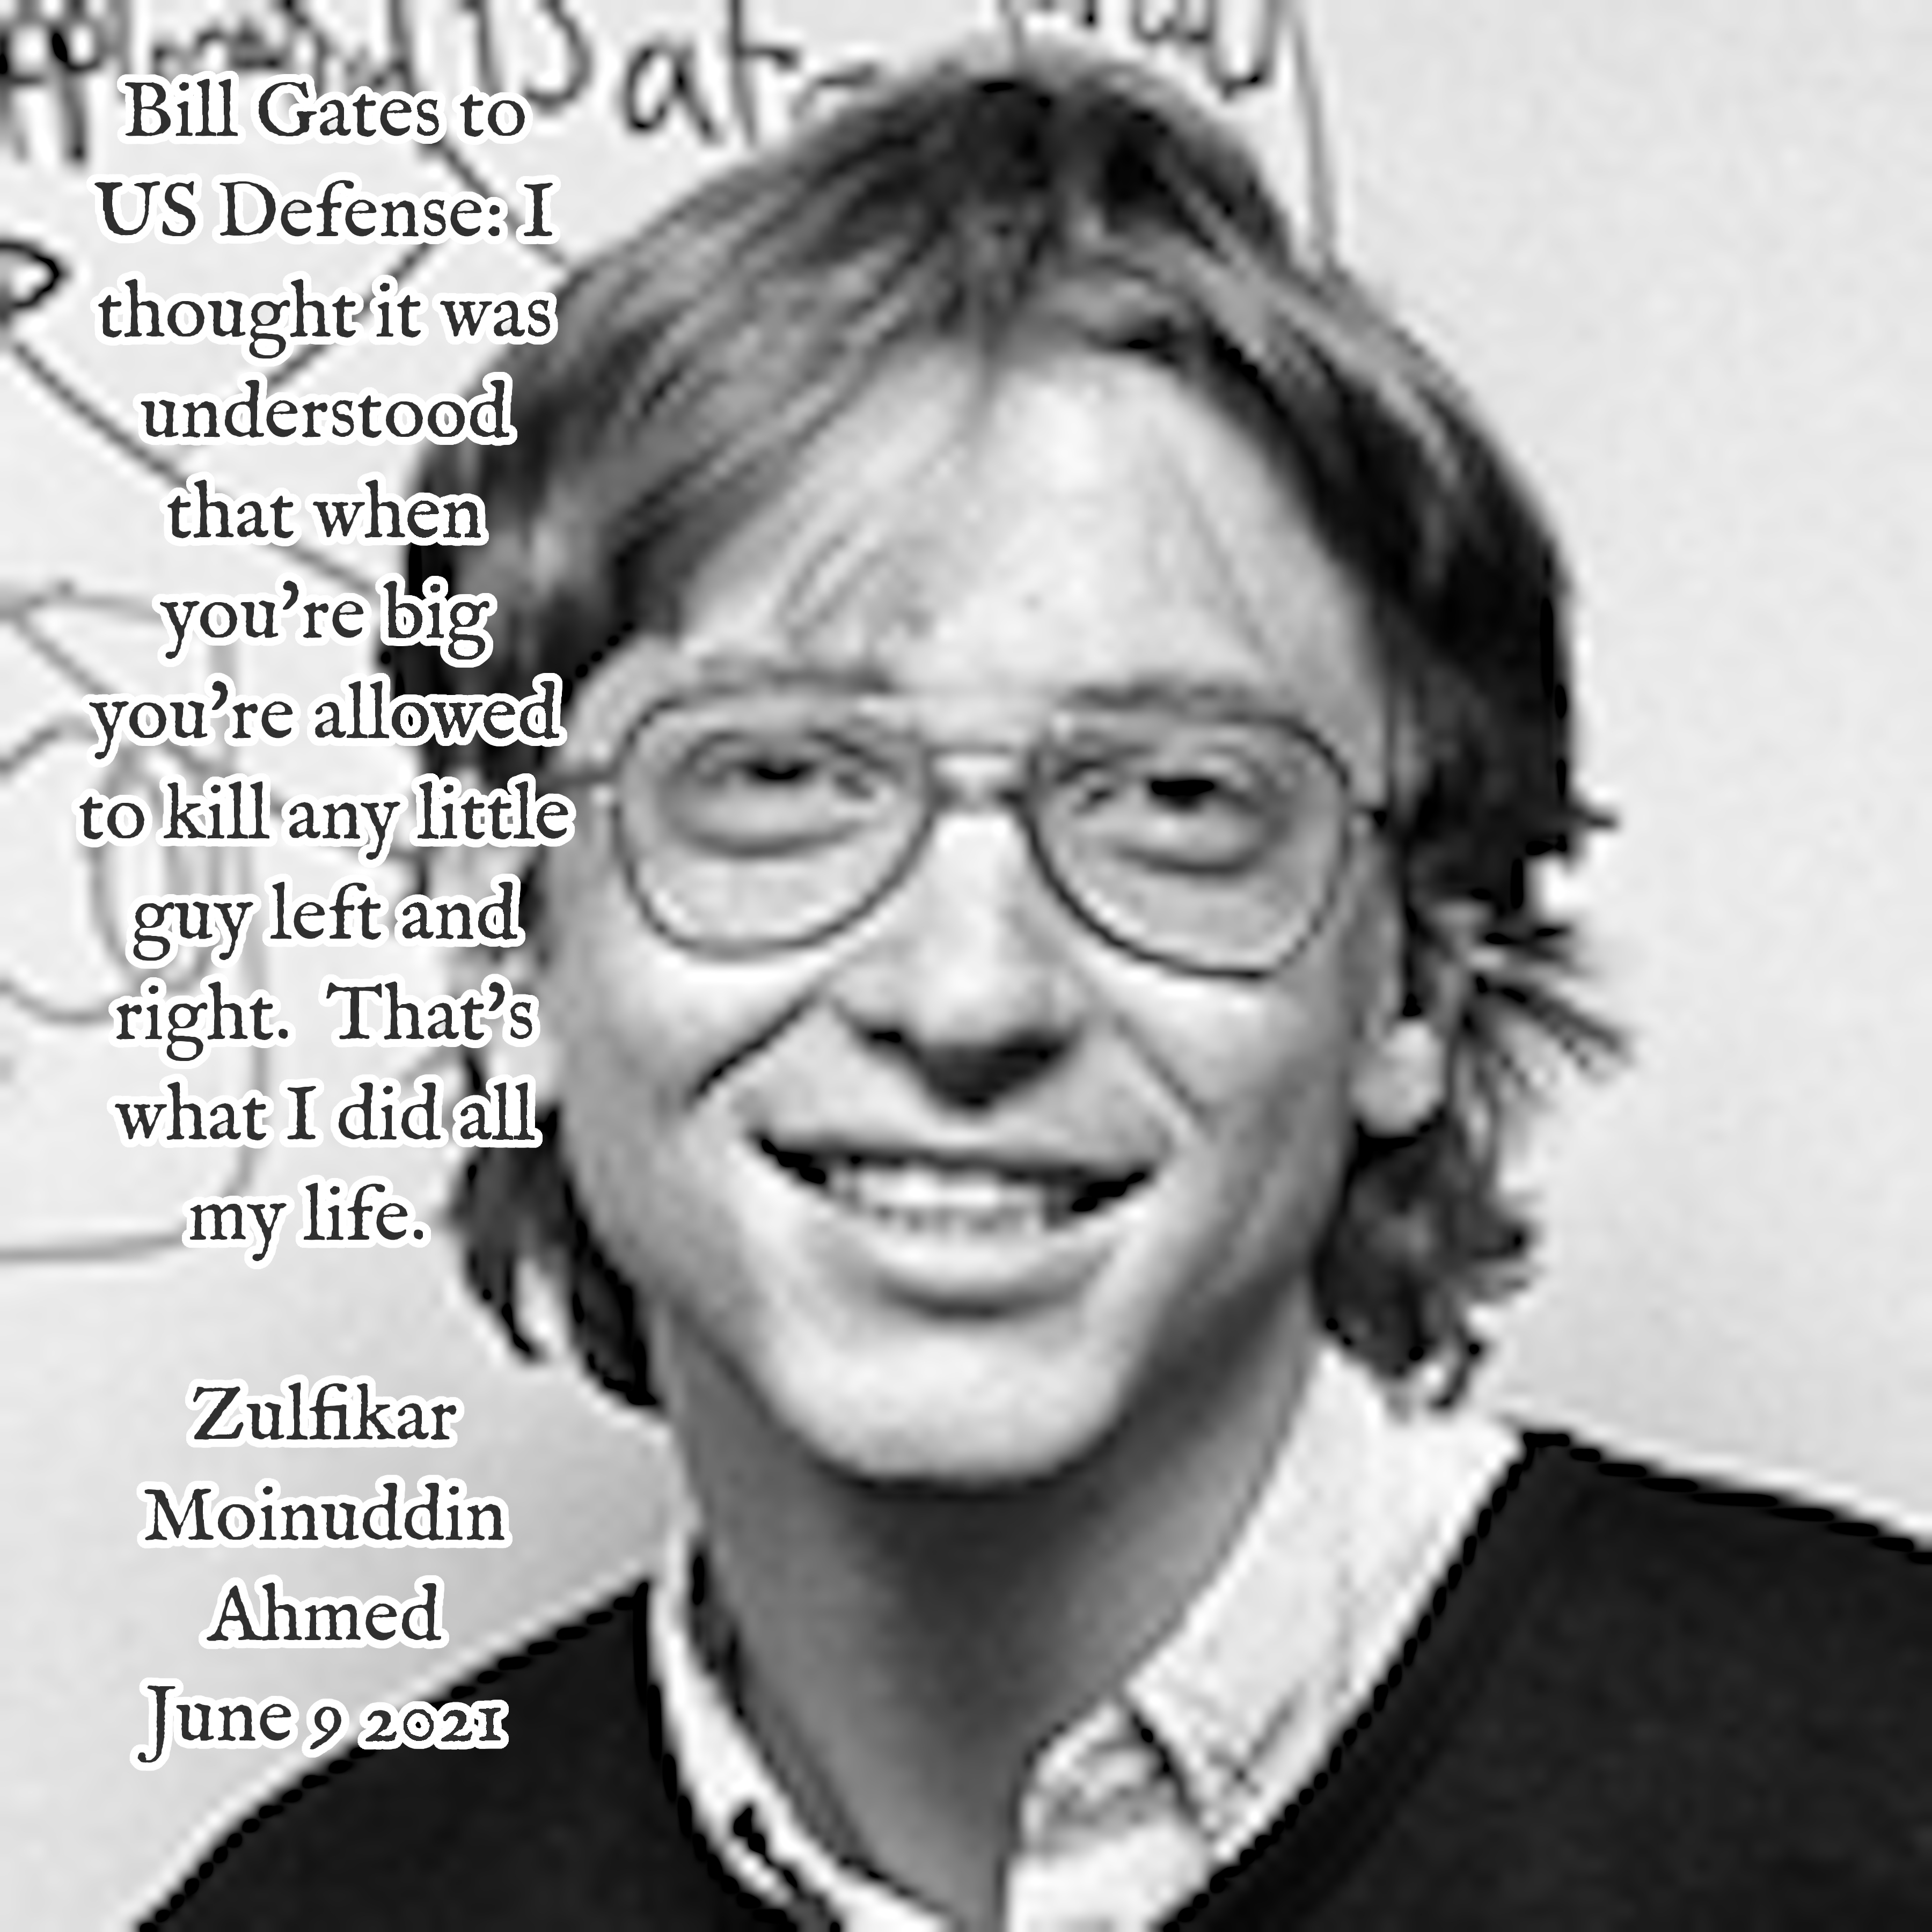 Bill Gates to
US Defense: I
thought it was
understood
that when
you're big
you're allowed
to kill any little
guy left and
right.  That's
what I did all
my life.
Zulfikar
Moinuddin
Ahmed
June 9 2021